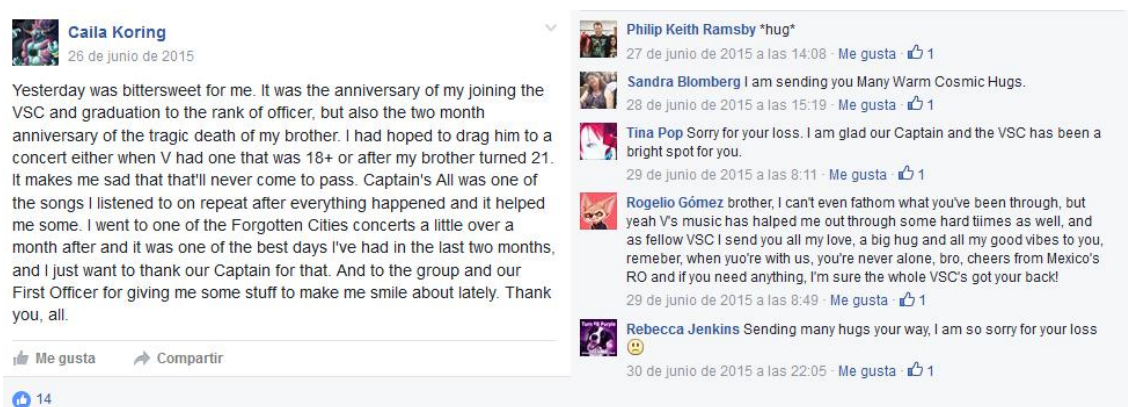 Caila Koring
26 de junio de 2015
Yesterday was bittersweet for me. It was the anniversary of my joining the
VSC and graduation to the rank of officer, but also the two month
anniversary of the tragic death of my brother. I had hoped to drag him to a
concert either when V had one that was 18+ or after my brother turned 21.
It makes me sad that that'll never come to pass. Captain's All was one of
the songs I listened to on repeat after everything happened and it helped
me some. I went to one of the Forgotten Cities concerts a little over a
month after and it was one of the best days I've had in the last two months,
and I just want to thank our Captain for that. And to the group and our
First Officer for giving me some stuff to make me smile about lately. Thank
you, all.
Me gusta Compartir
14
Philip Keith Ramsby *hug*
27 de junio de 2015 a las 14:08 · Me gusta · 1
Sandra Blomberg I am sending you Many Warm Cosmic Hugs.
28 de junio de 2015 a las 15:19 · Me gusta · 1
Tina Pop Sorry for your loss. I am glad our Captain and the VSC has been a
bright spot for you.
29 de junio de 2015 a las 8:11 · Me gusta · 1
Rogelio Gómez brother, I can't even fathom what you've been through, but
yeah V's music has halped me out through some hard tiimes as well, and
as fellow VSC I send you all my love, a big hug and all my good vibes to you,
remeber, when yuo're with us, you're never alone, bro, cheers from Mexico's
RO and if you need anything, I'm sure the whole VSC's got your back!
29 de junio de 2015 a las 8:49 · Me gusta · 1
Rebecca Jenkins Sending many hugs your way, I am so sorry for your loss
30 de junio de 2015 a las 22:05 · Me gusta · 1